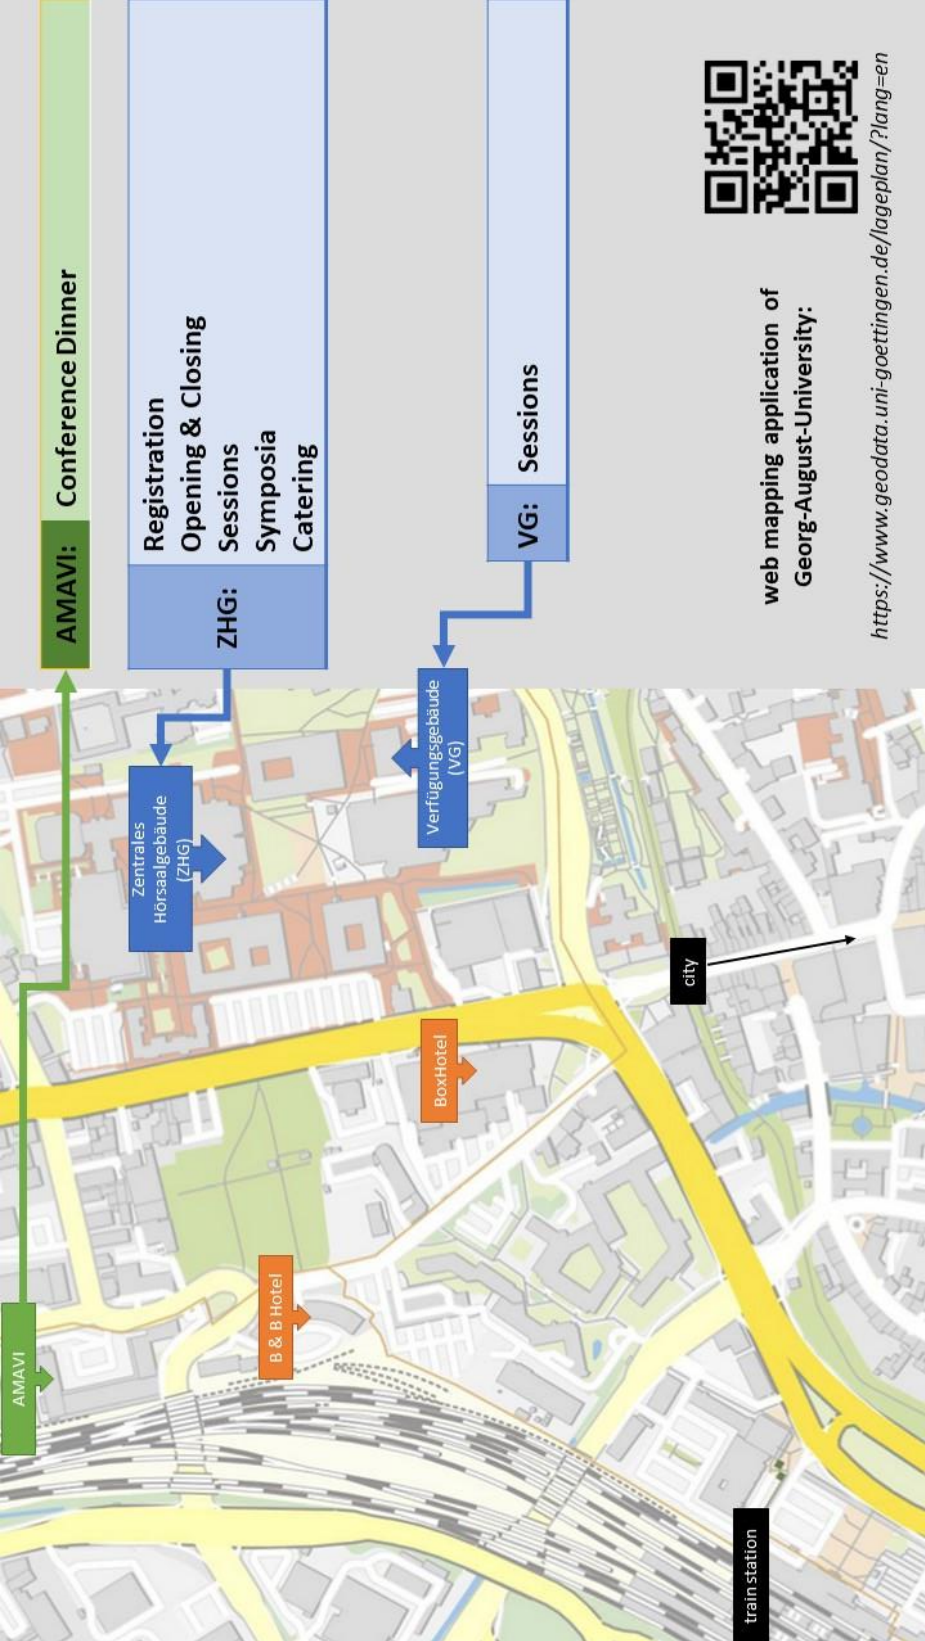 AMAVI
AMAVI: Conference Dinner
Zentrales
Hörsaalgebäude
(ZHG)
ZHG:
Registration
Opening & Closing
Sessions
Symposia
Catering
B & B Hotel
BoxHotel
Verfügungsgebäude
(VG)
VG: Sessions
city
train station
web mapping application of
Georg-August-University:
https://www.geodata.uni-goettingen.de/lageplan/?lang=en